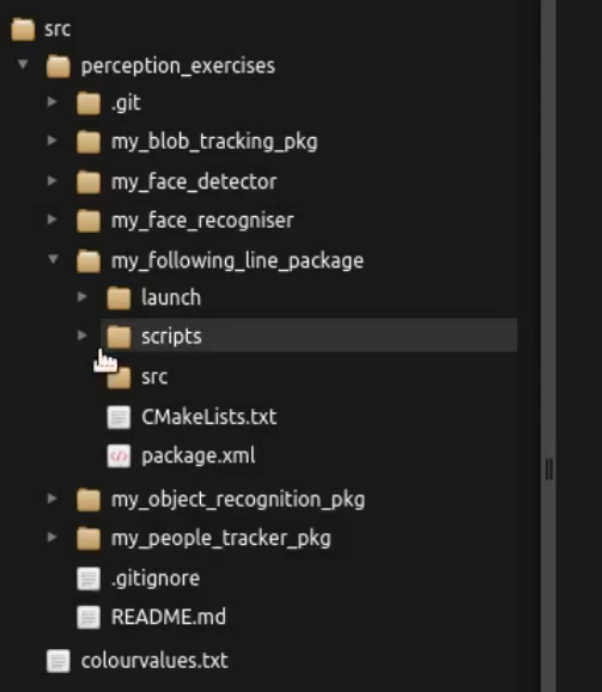 src
perception_exercises
.git
my_blob_tracking_pkg
my_face_detector
my_face_recogniser
my_following_line_package
launch
scripts
src
CMakeLists.txt
package.xml
my_object_recognition_pkg
my_people_tracker_pkg
.gitignore
README.md
colourvalues.txt